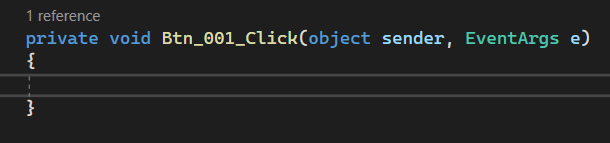 1 reference
private void Btn_001_Click(object sender, EventArgs e)
{
}